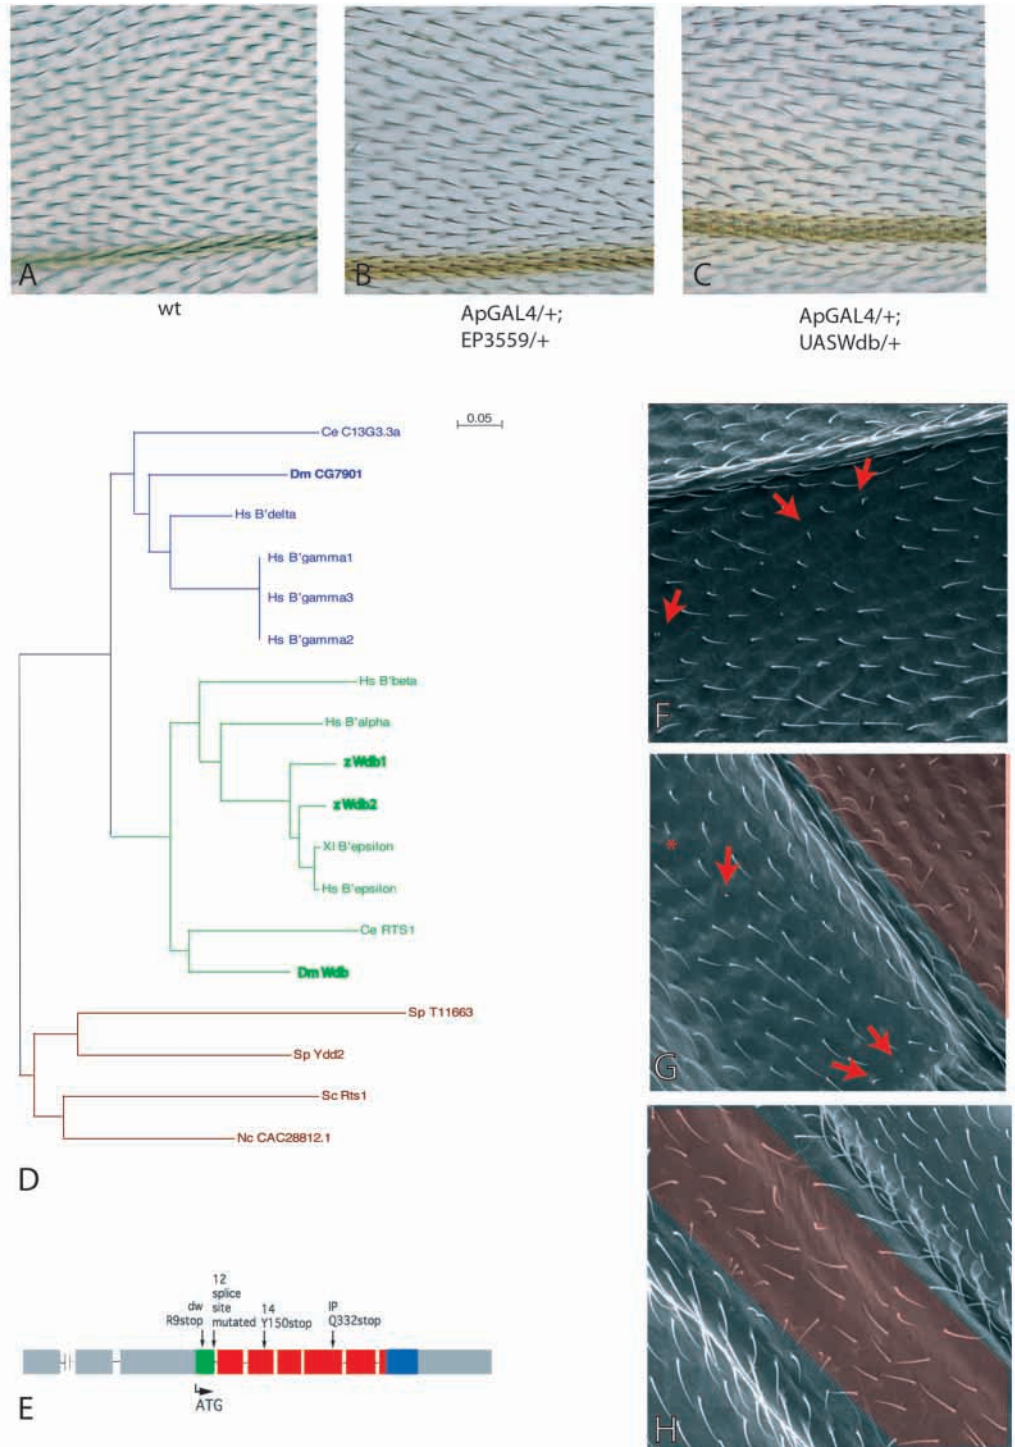 A
B
C
wt
ApGAL4/+;
EP3559/+
ApGAL4/+;
UASWdb/+
0.05
Ce C13G3.3a
Dm CG7901
Hs B'delta
Hs B'gamma1
Hs B'gamma3
Hs B'gamma2
Hs B'beta
Hs B'alpha
z Wdb1
z Wdb2
Xl B'epsilon
Hs B'epsilon
Ce RTS1
Dm Wdb
Sp T11663
Sp Ydd2
Sc Rts1
Nc CAC28812.1
D
F
G
*
H
dw
R9stop
12
splice
site
mutated
14
Y150stop
IP
Q332stop
ATG
E